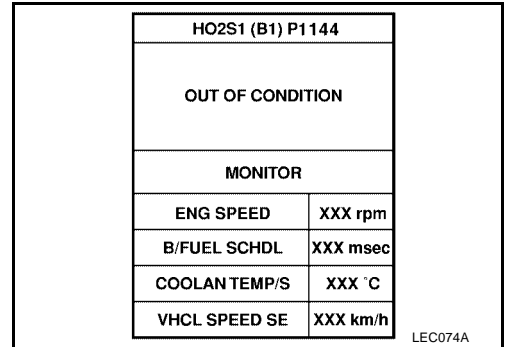 HO2S1 (B1) P1144
OUT OF CONDITION
MONITOR
ENG SPEED XXX rpm
B/FUEL SCHDL XXX msec
COOLAN TEMP/S XXX °C
VHCL SPEED SE XXX km/h
LEC074A